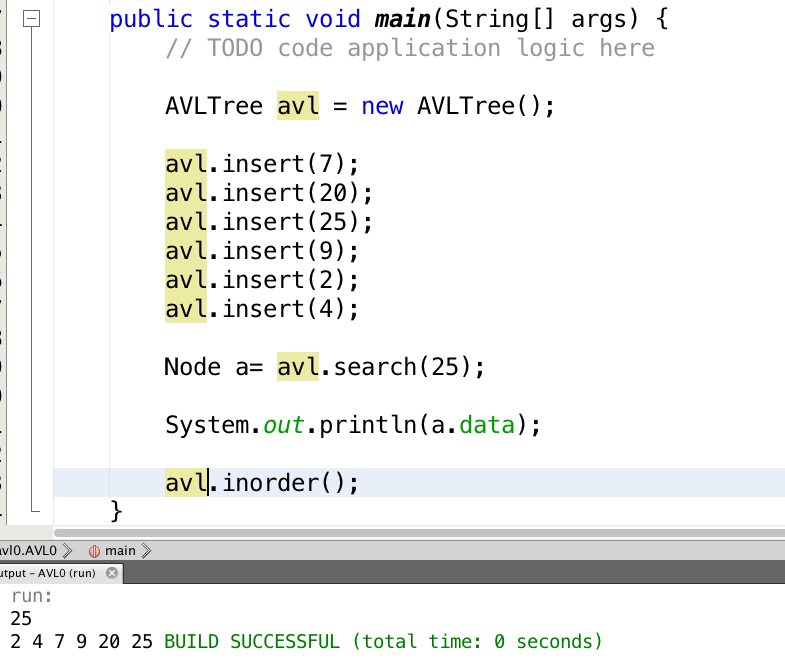 public static void main(String[] args) {
// TODO code application logic here
AVLTree avl = new AVLTree();
avl.insert(7);
avl.insert(20);
avl.insert(25);
avl.insert(9);
avl.insert(2);
avl.insert(4);
Node a= avl.search(25);
System.out.println(a.data);
avl.inorder();
}
avl0.AVL0 main
utput – AVL0 (run)
run:
25
2 4 7 9 20 25 BUILD SUCCESSFUL (total time: 0 seconds)